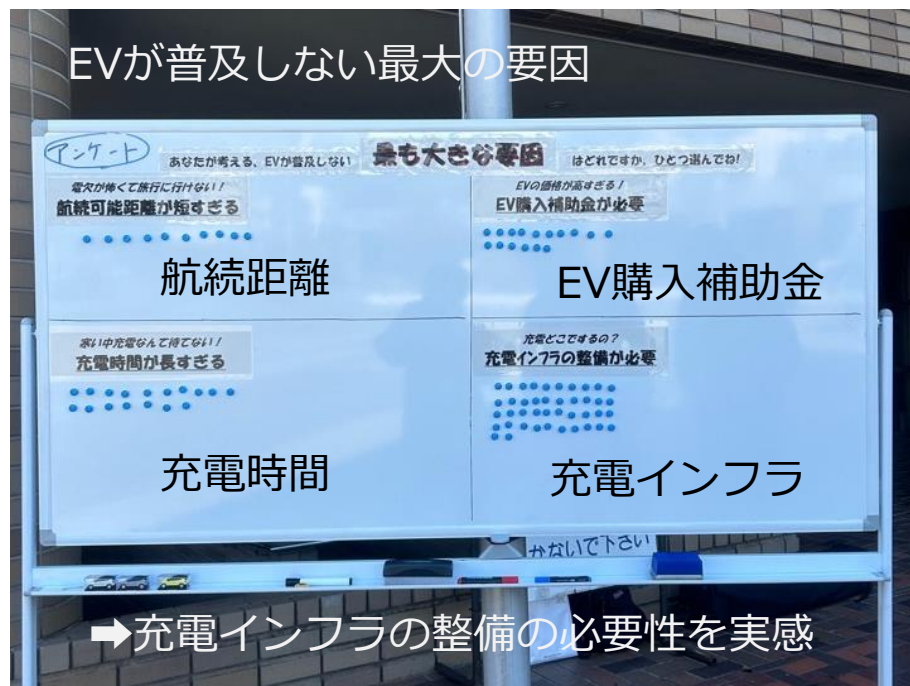 EVが普及しない最大の要因
アンケート
あなたが考える、EVが普及しない 最も大きな要因 はどれですか、ひとつ選んでね!
電欠が怖くて旅行に行けない!
航続可能距離が短すぎる
航続距離
EVの価格が高すぎる!
EV購入補助金が必要
EV購入補助金
寒い中充電なんて待てない!
充電時間が長すぎる
充電時間
充電どこでするの?
充電インフラの整備が必要
充電インフラ
かないで下さい
➡充電インフラの整備の必要性を実感